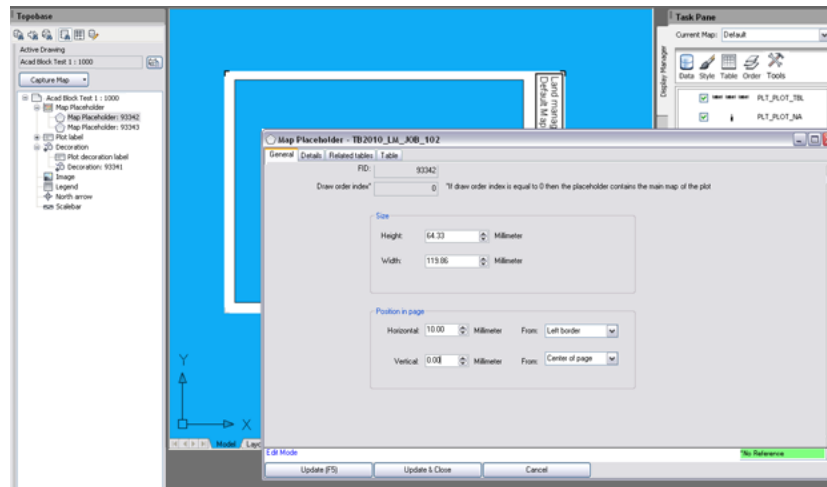 Topobase
Active Drawing
Acad Block Test 1 : 1000
Capture Map
Acad Block Test 1 : 1000
Map Placeholder
Map Placeholder: 93342
Map Placeholder: 93343
Plot label
Decoration
Plot decoration label
Decoration: 93341
Image
Legend
North arrow
Scalebar
Land manag
Default Map
Y
X
Model
Task Pane
Current Map: Default
Display Manager
Data Style Table Order Tools
PLT_PLOT_TBL
PLT_PLOT_NA
Map Placeholder - TB2010_LM_JOB_102
General Details Related tables Table
FID: 93342
Draw order index* 0 *If draw order index is equal to 0 then the placeholder contains the main map of the plot
Size
Height: 64.33 Millimeter
Width: 119.86 Millimeter
Position in page
Horizontal: 10.00 Millimeter From: Left border
Vertical: 0.00 Millimeter From: Center of page
Edit Mode
*No Reference
Update (F5) Update & Close Cancel